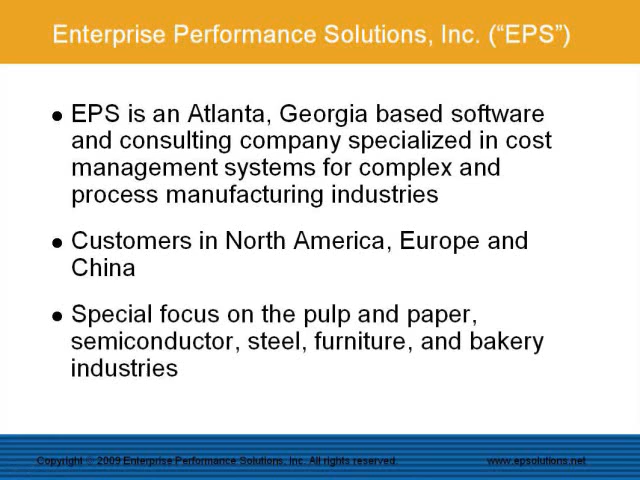 Enterprise Performance Solutions, Inc. (“EPS”)
● EPS is an Atlanta, Georgia based software
and consulting company specialized in cost
management systems for complex and
process manufacturing industries
● Customers in North America, Europe and
China
● Special focus on the pulp and paper,
semiconductor, steel, furniture, and bakery
industries
Copyright © 2009 Enterprise Performance Solutions, Inc. All rights reserved. www.epsolutions.net